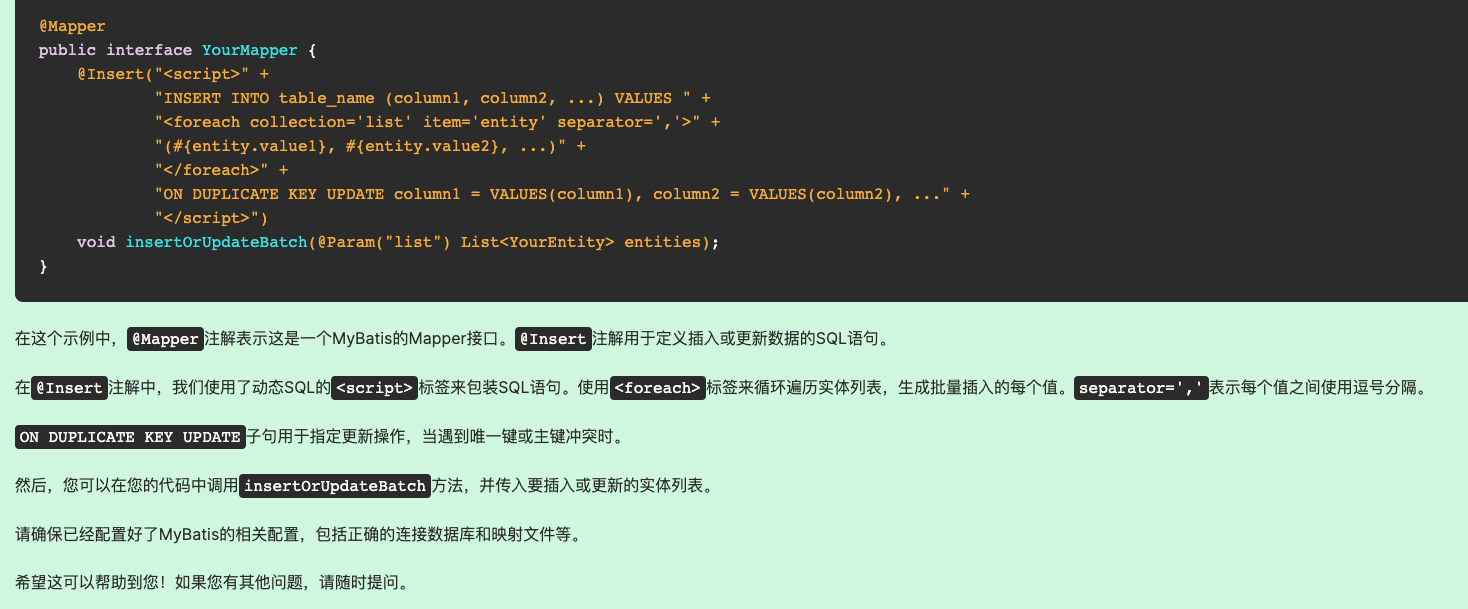 @Mapper
public interface YourMapper {
    @Insert("<script>" +
            "INSERT INTO table_name (column1, column2, ...) VALUES " +
            "<foreach collection='list' item='entity' separator=','>" +
            "(#{entity.value1}, #{entity.value2}, ...)" +
            "</foreach>" +
            "ON DUPLICATE KEY UPDATE column1 = VALUES(column1), column2 = VALUES(column2), ..." +
            "</script>")
    void insertOrUpdateBatch(@Param("list") List<YourEntity> entities);
}
在这个示例中，@Mapper注解表示这是一个MyBatis的Mapper接口。@Insert注解用于定义插入或更新数据的SQL语句。
在@Insert注解中，我们使用了动态SQL的<script>标签来包装SQL语句。使用<foreach>标签来循环遍历实体列表，生成批量插入的每个值。separator=','表示每个值之间使用逗号分隔。
ON DUPLICATE KEY UPDATE子句用于指定更新操作，当遇到唯一键或主键冲突时。
然后，您可以在您的代码中调用insertOrUpdateBatch方法，并传入要插入或更新的实体列表。
请确保已经配置好了MyBatis的相关配置，包括正确的连接数据库和映射文件等。
希望这可以帮助到您！如果您有其他问题，请随时提问。